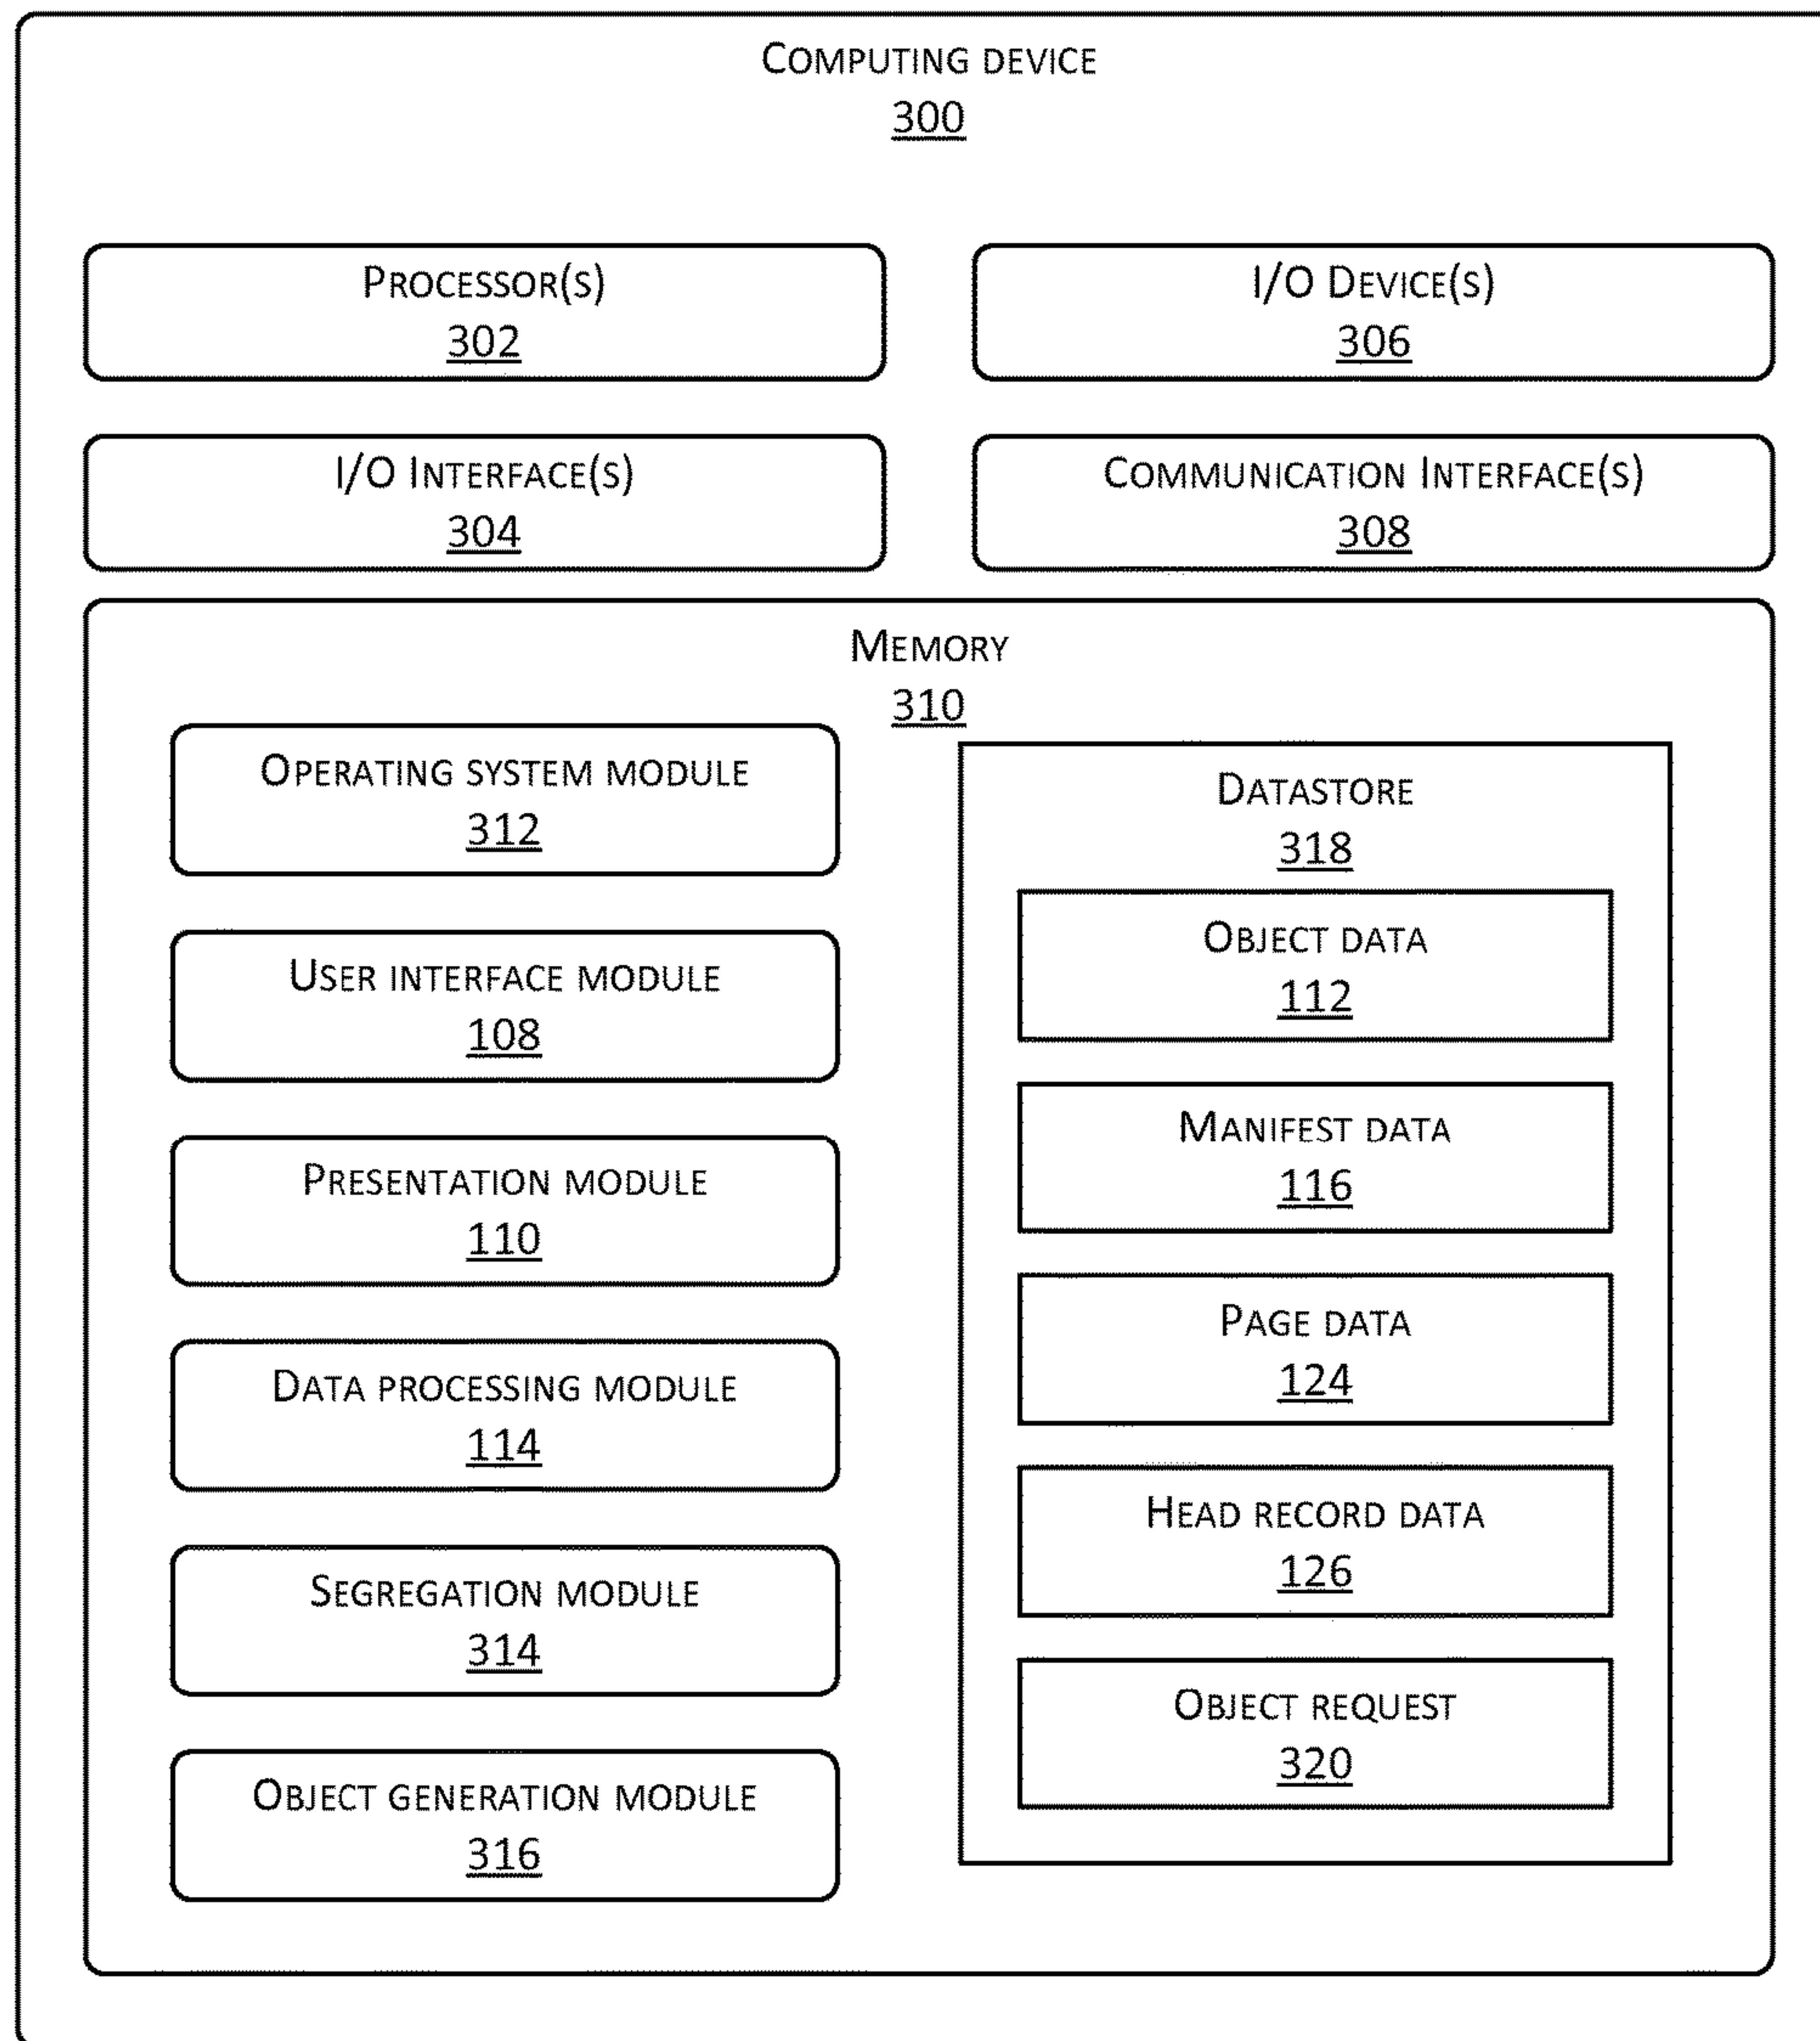 COMPUTING DEVICE
300
PROCESSOR(S)
302
I/O DEVICE(S)
306
I/O INTERFACE(S)
304
COMMUNICATION INTERFACE(S)
308
MEMORY
310
OPERATING SYSTEM MODULE
312
USER INTERFACE MODULE
108
PRESENTATION MODULE
110
DATA PROCESSING MODULE
114
SEGREGATION MODULE
314
OBJECT GENERATION MODULE
316
DATASTORE
318
OBJECT DATA
112
MANIFEST DATA
116
PAGE DATA
124
HEAD RECORD DATA
126
OBJECT REQUEST
320